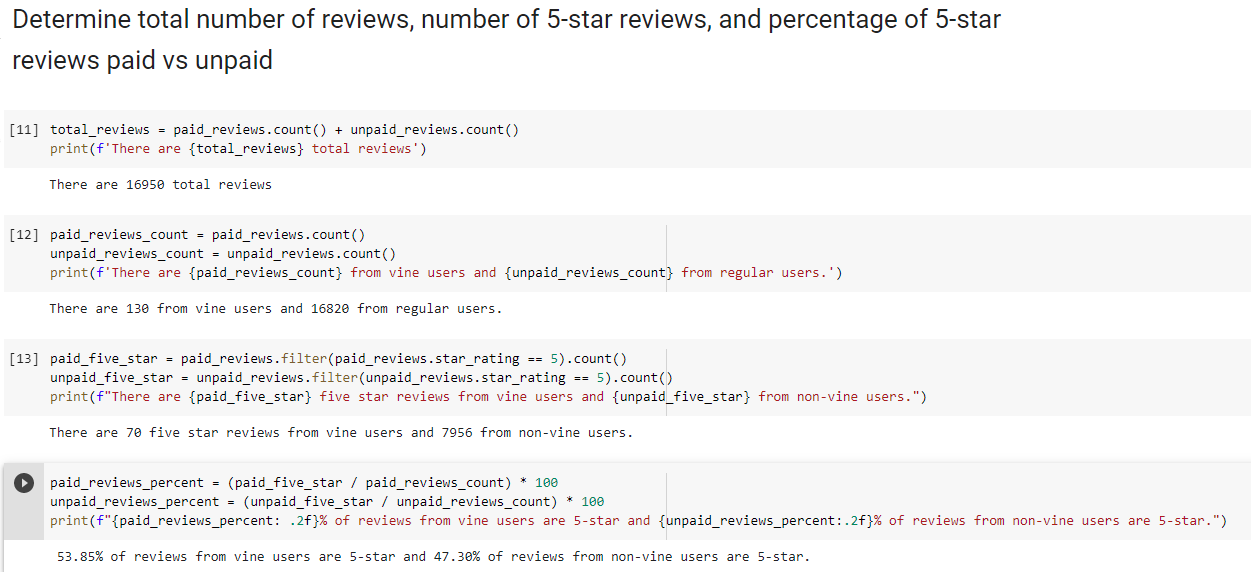 Determine total number of reviews, number of 5-star reviews, and percentage of 5-star
reviews paid vs unpaid
[11] total_reviews = paid_reviews.count() + unpaid_reviews.count()
print(f'There are {total_reviews} total reviews')
There are 16950 total reviews
[12] paid_reviews_count = paid_reviews.count()
unpaid_reviews_count = unpaid_reviews.count()
print(f'There are {paid_reviews_count} from vine users and {unpaid_reviews_count} from regular users.')
There are 130 from vine users and 16820 from regular users.
[13] paid_five_star = paid_reviews.filter(paid_reviews.star_rating == 5).count()
unpaid_five_star = unpaid_reviews.filter(unpaid_reviews.star_rating == 5).count()
print(f"There are {paid_five_star} five star reviews from vine users and {unpaid_five_star} from non-vine users.")
There are 70 five star reviews from vine users and 7956 from non-vine users.
paid_reviews_percent = (paid_five_star / paid_reviews_count) * 100
unpaid_reviews_percent = (unpaid_five_star / unpaid_reviews_count) * 100
print(f"{paid_reviews_percent: .2f}% of reviews from vine users are 5-star and {unpaid_reviews_percent:.2f}% of reviews from non-vine users are 5-star.")
53.85% of reviews from vine users are 5-star and 47.30% of reviews from non-vine users are 5-star.